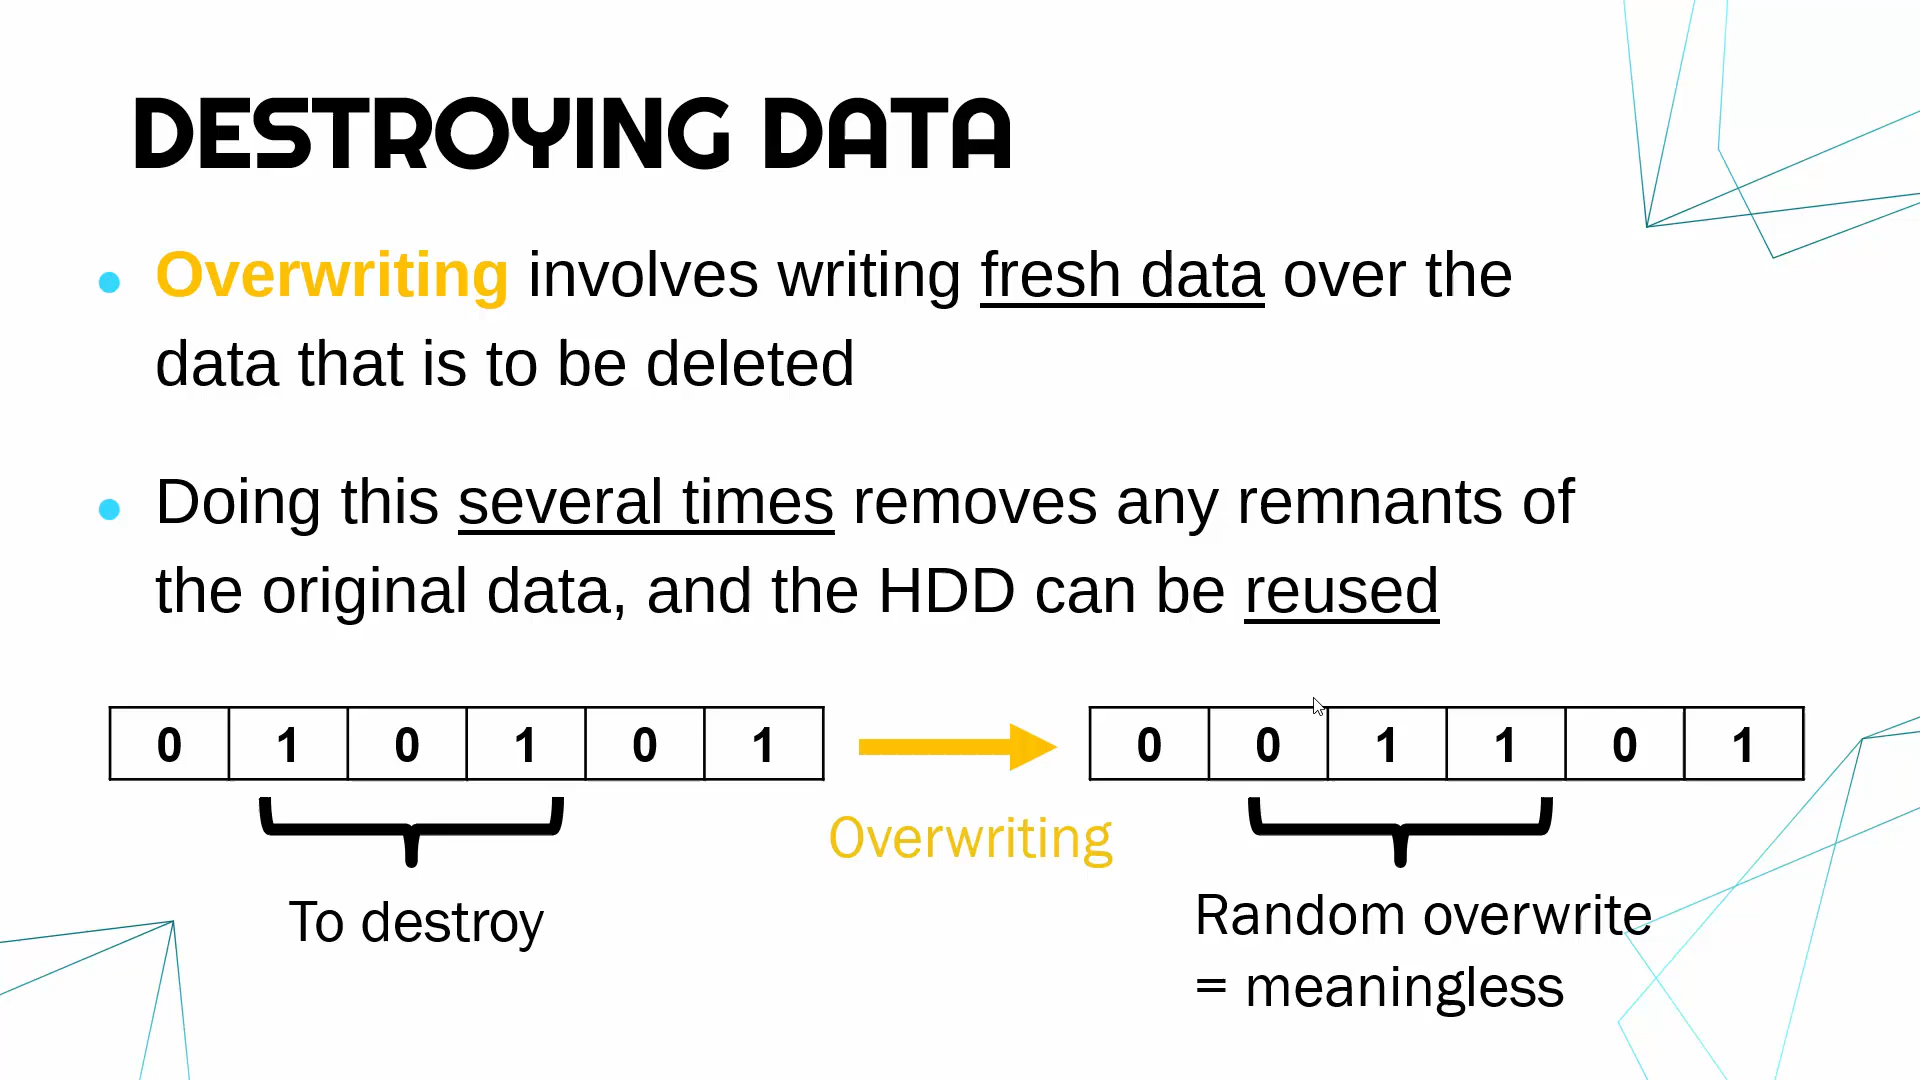 DESTROYING DATA
Overwriting involves writing fresh data over the
data that is to be deleted
Doing this several times removes any remnants of
the original data, and the HDD can be reused
0 1 0 1 0 1
0 0 1 1 0 1
Overwriting
To destroy
Random overwrite
= meaningless